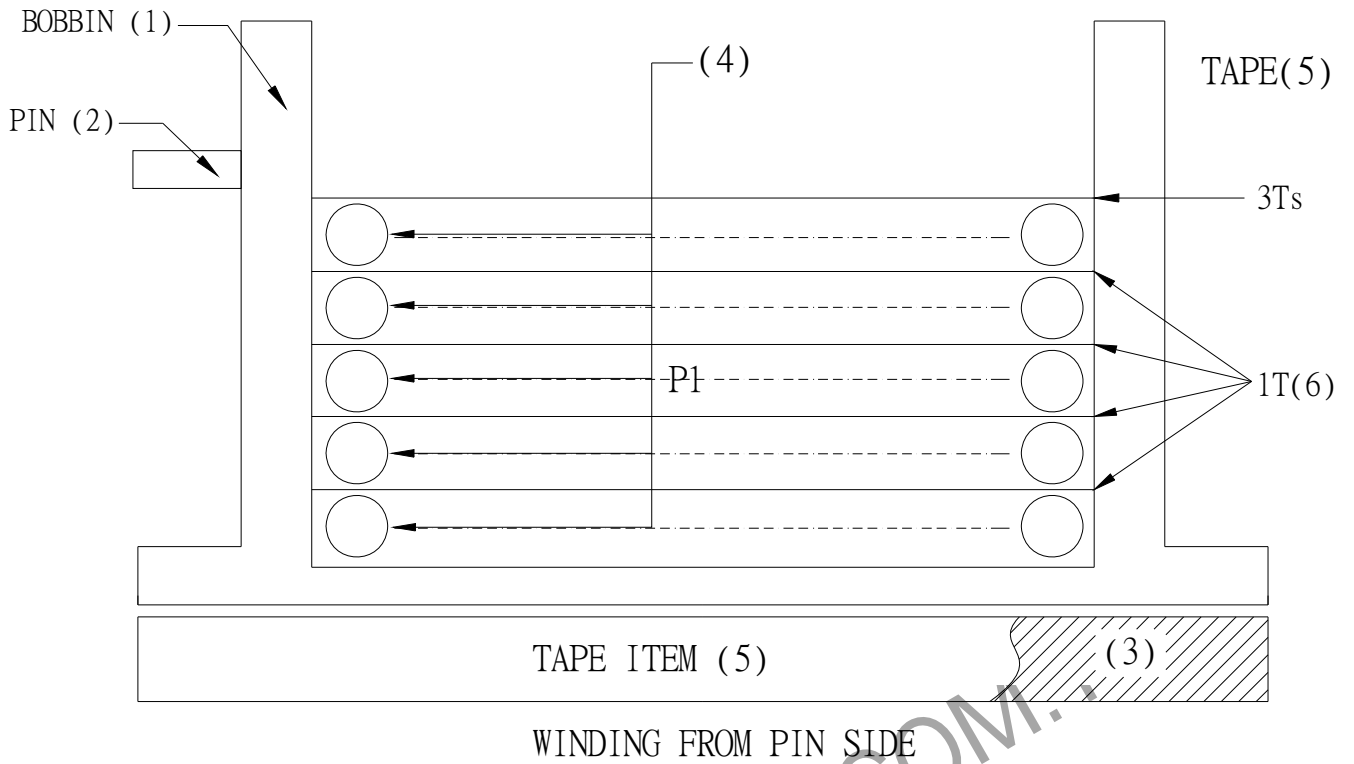 BOBBIN (1)
(4)
TAPE(5)
PIN (2)
3Ts
P1
1T(6)
TAPE ITEM (5)
(3)
WINDING FROM PIN SIDE
COM.